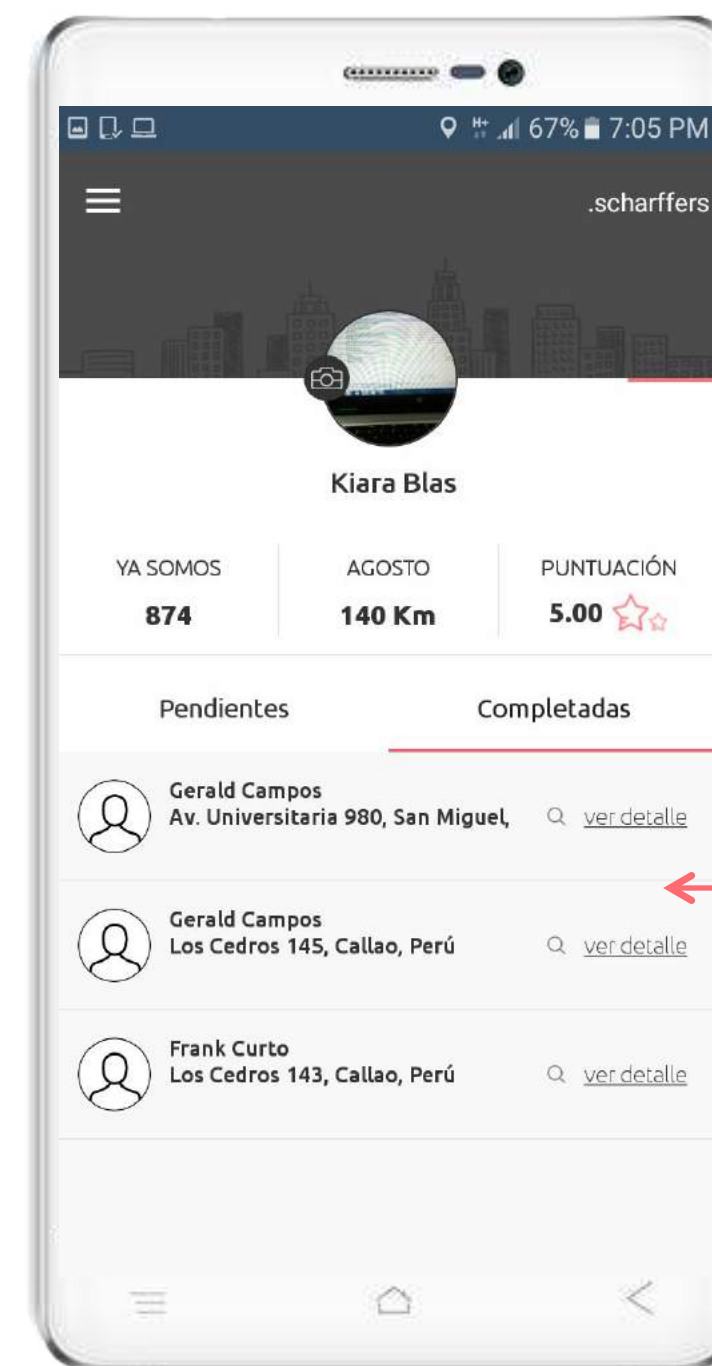 H+ 67% 7:05 PM
.scharffers
Kiara Blas
YA SOMOS AGOSTO PUNTUACIÓN
874 140 Km 5.00
Pendientes Completadas
Gerald Campos
Av. Universitaria 980, San Miguel, ver detalle
Gerald Campos
Los Cedros 145, Callao, Perú ver detalle
Frank Curto
Los Cedros 143, Callao, Perú ver detalle